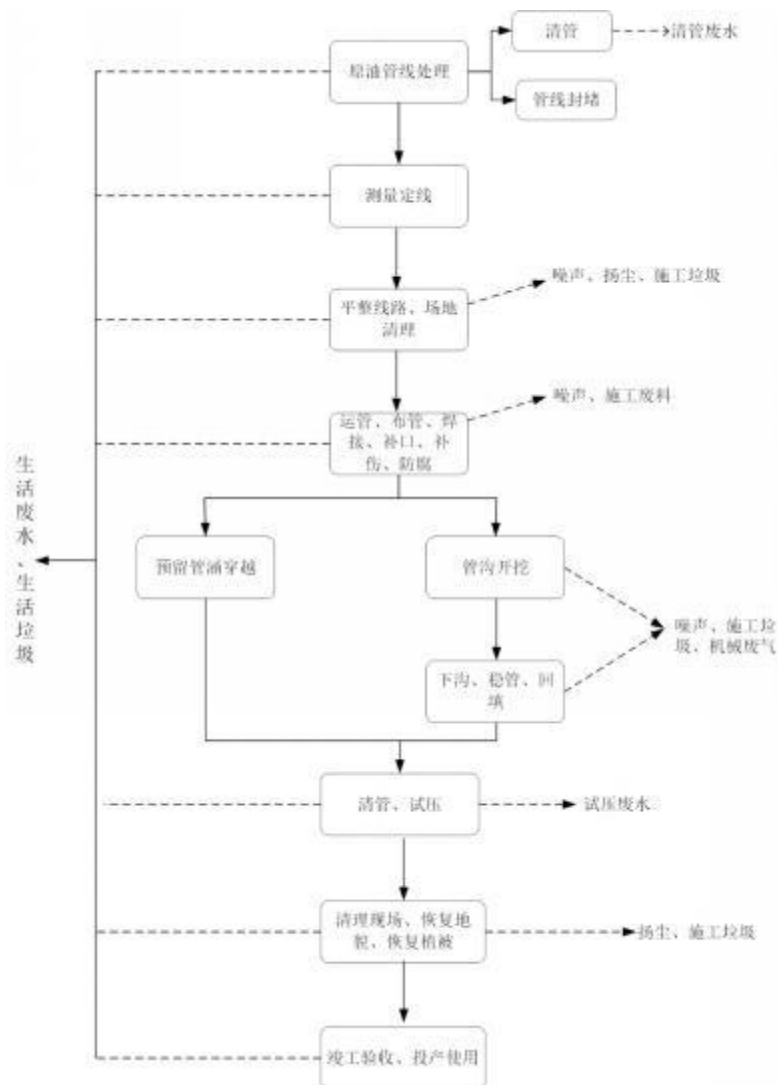 清管
清管废水
原油管线处理
管线封堵
测量定线
噪声、扬尘、施工垃圾
平整线路、场地
清理
噪声、施工废料
运管、布管、焊
接、补口、补
伤、防腐
生活废水、生活垃圾
预留管涵穿越
管沟开挖
噪声、施工垃
圾、机械废气
下沟、稳管、回
填
清管、试压
试压废水
清理现场、恢复地
貌、恢复植被
扬尘、施工垃圾
竣工验收、投产使用